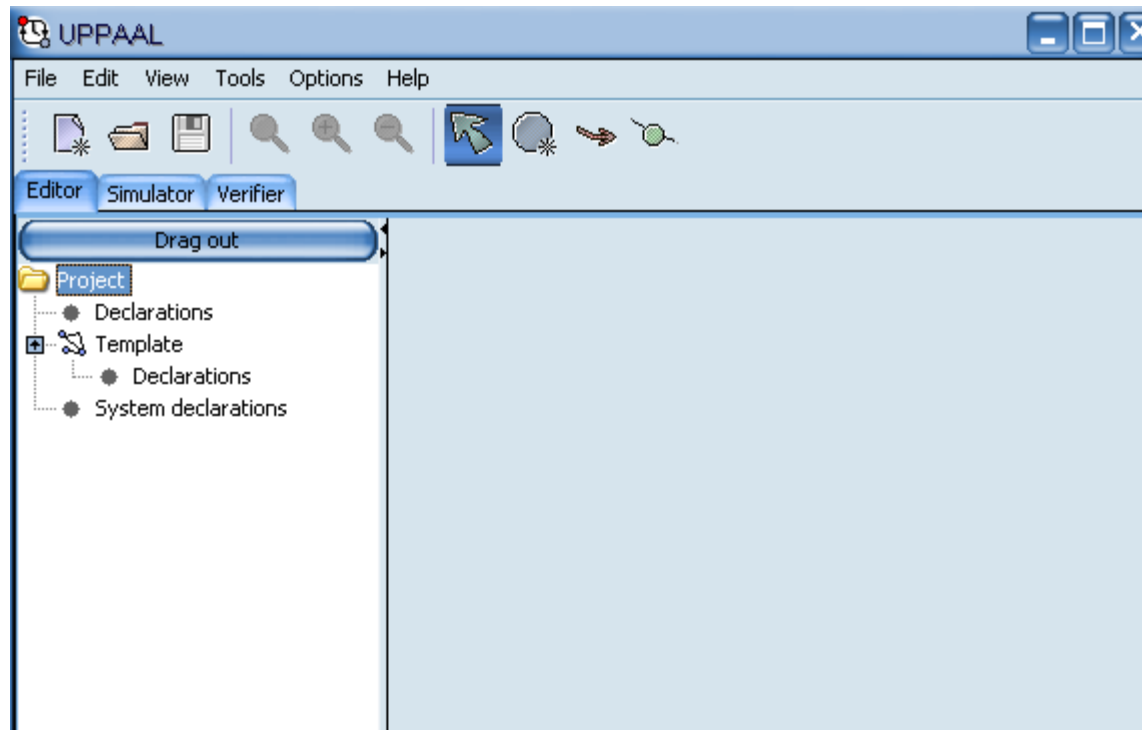 UPPAAL
File Edit View Tools Options Help
Editor Simulator Verifier
Drag out
Project
Declarations
Template
Declarations
System declarations